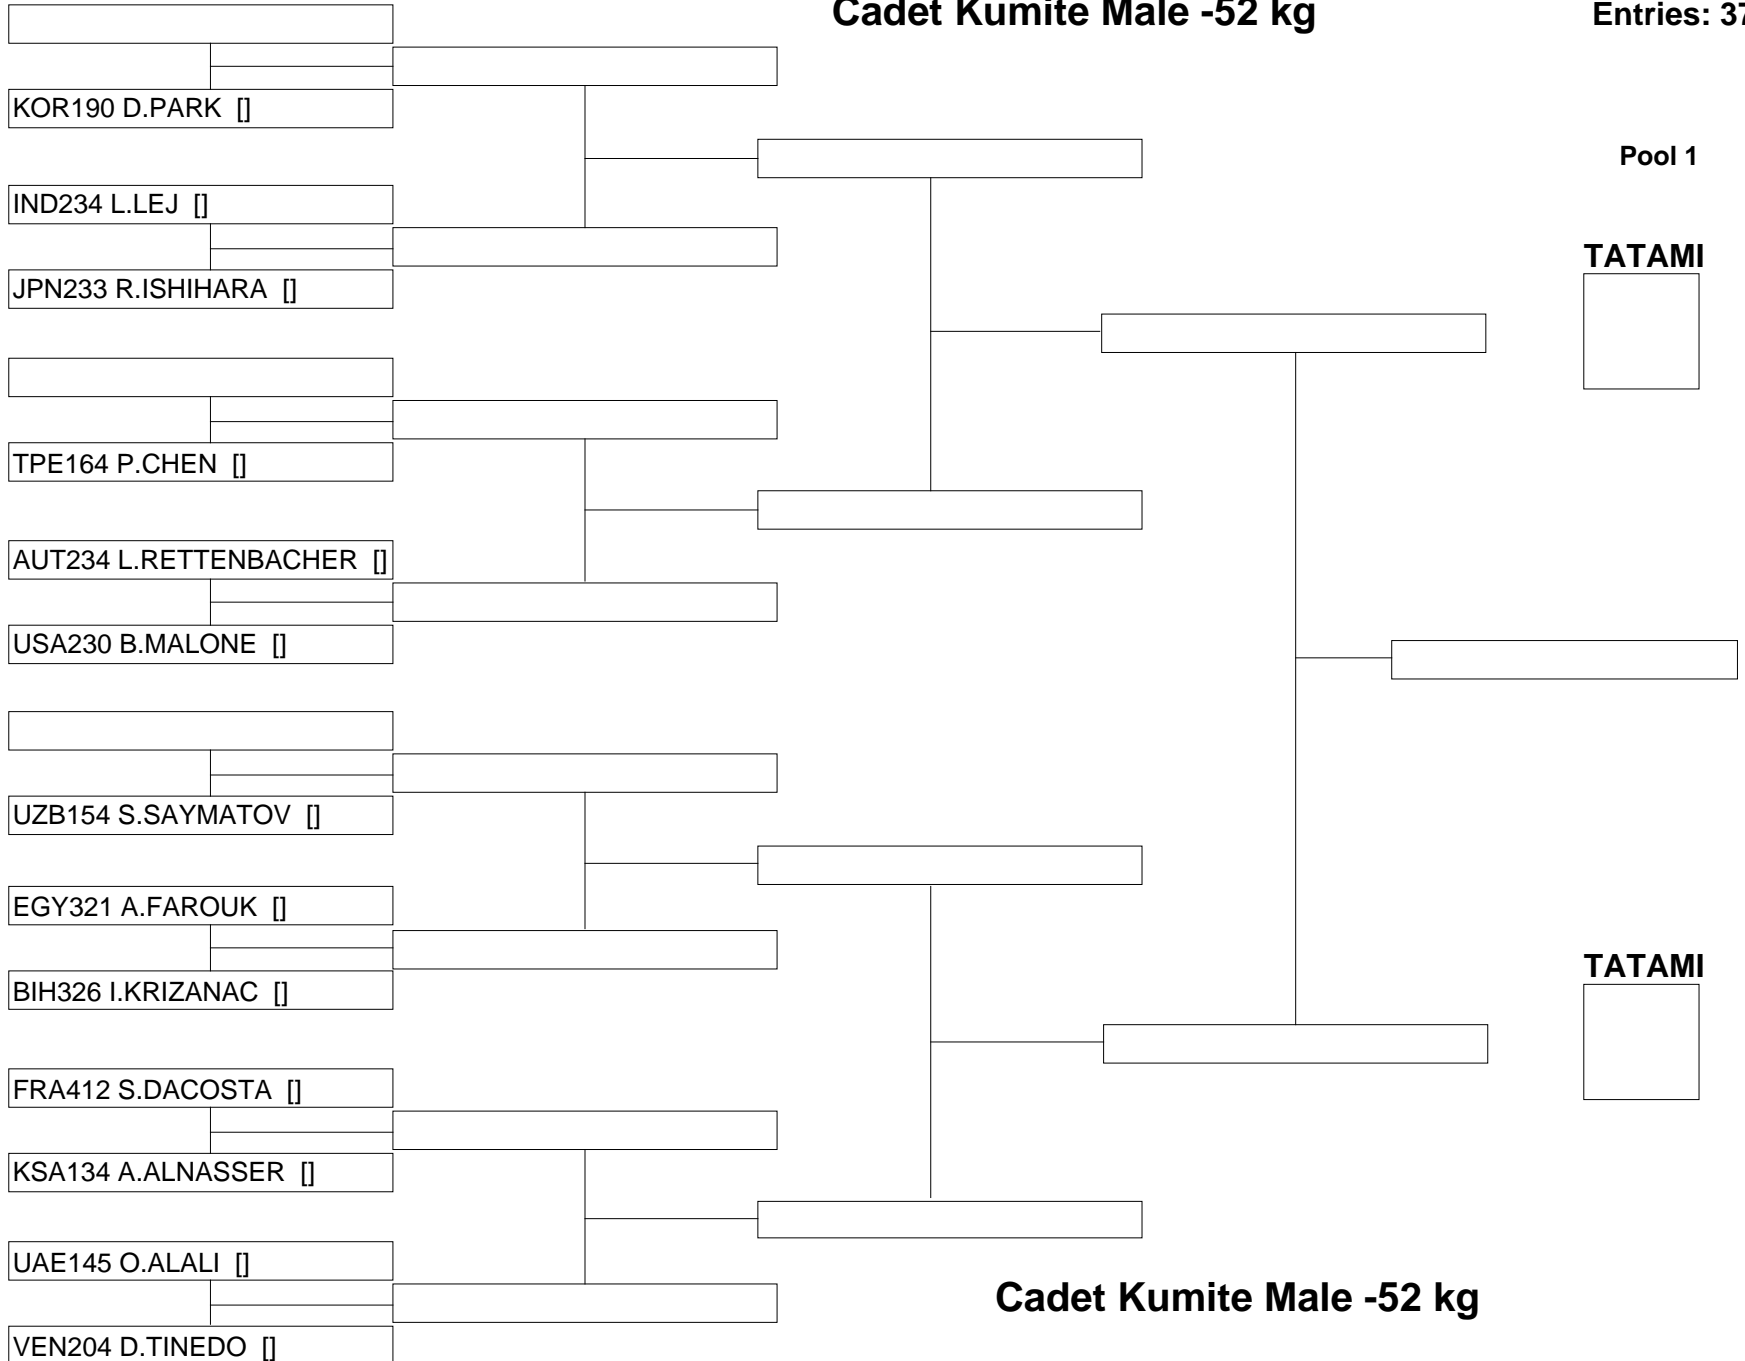 Cadet Kumite Male -52 kg
Entries: 37
KOR190 D.PARK []
Pool 1
IND234 L.LEJ []
TATAMI
JPN233 R.ISHIHARA []
TPE164 P.CHEN []
AUT234 L.RETTENBACHER []
USA230 B.MALONE []
UZB154 S.SAYMATOV []
EGY321 A.FAROUK []
TATAMI
BIH326 I.KRIZANAC []
FRA412 S.DACOSTA []
KSA134 A.ALNASSER []
UAE145 O.ALALI []
Cadet Kumite Male -52 kg
VEN204 D.TINEDO []